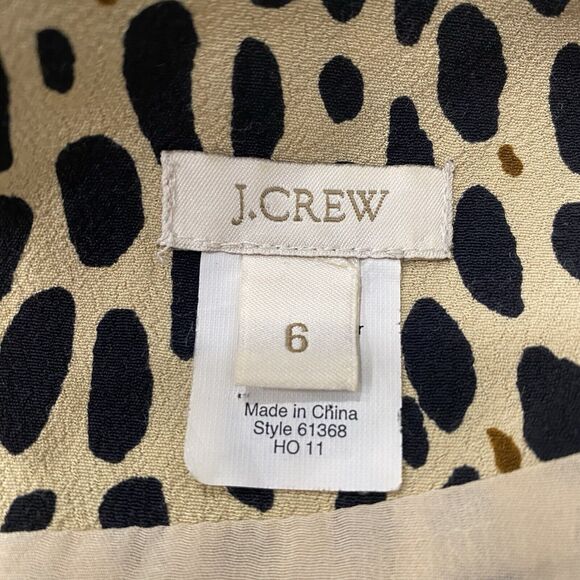 J.CREW
6
Made in China
Style 61368
HO 11